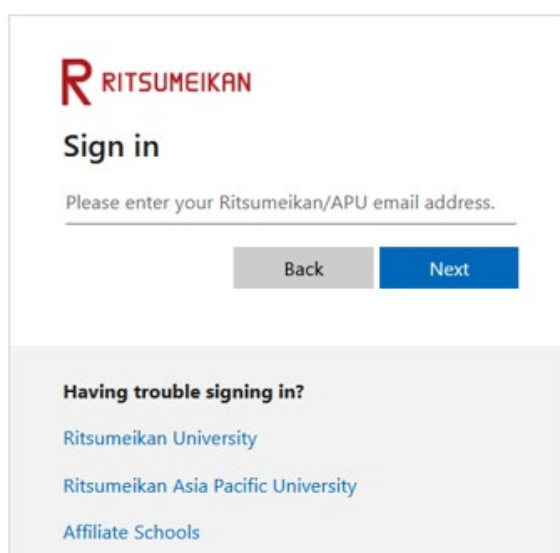 R RITSUMEIKAN
Sign in
Please enter your Ritsumeikan/APU email address.
Back Next
Having trouble signing in?
Ritsumeikan University
Ritsumeikan Asia Pacific University
Affiliate Schools